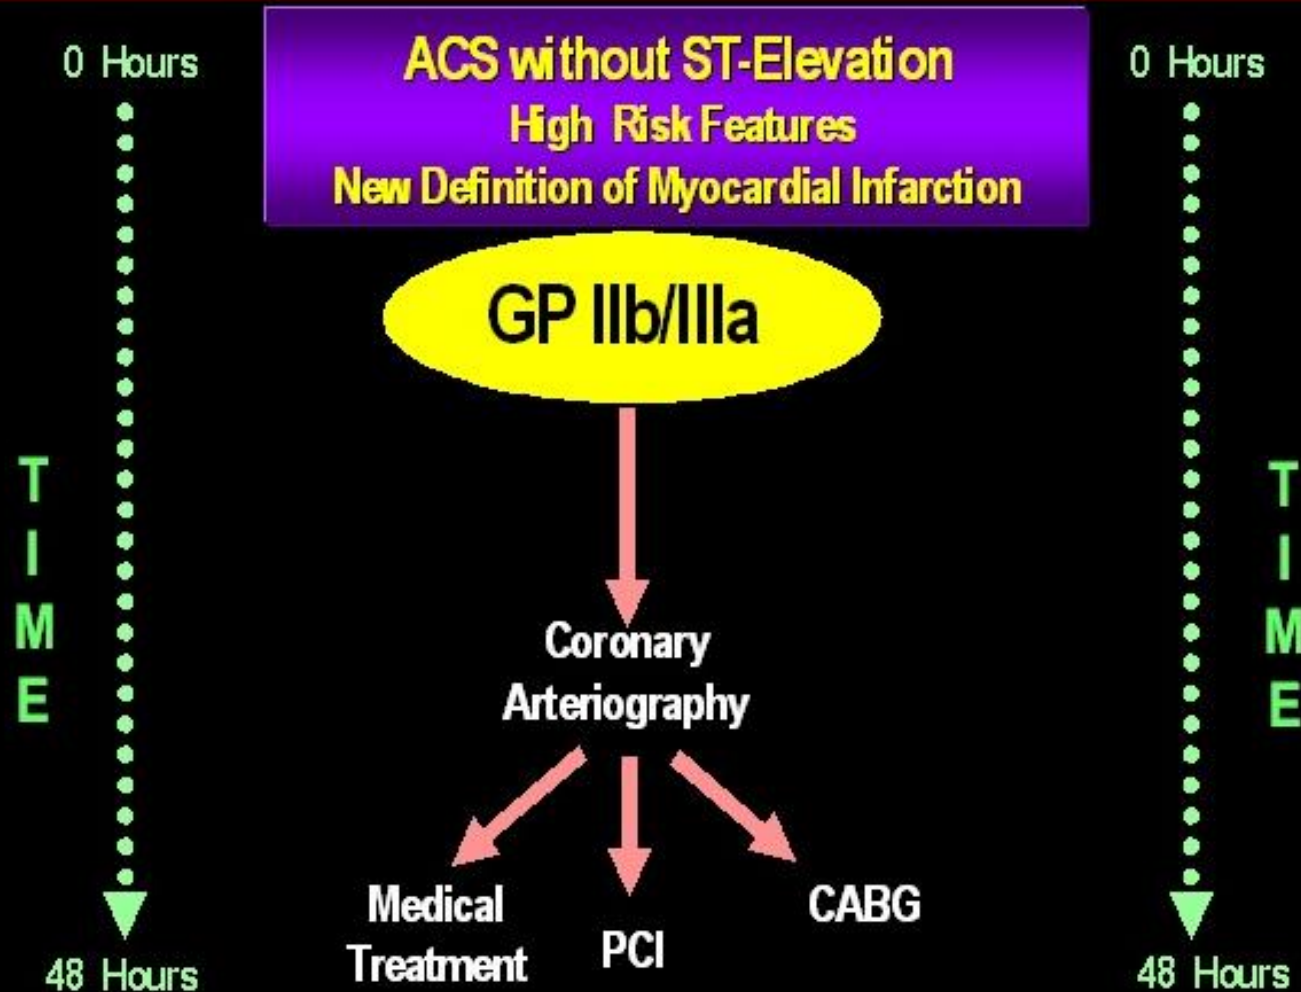 0 Hours
ACS without ST-Elevation
High Risk Features
New Definition of Myocardial Infarction
0 Hours
GP IIb/IIIa
T
I
M
E
T
I
M
E
Coronary
Arteriography
Medical
Treatment
PCI
CABG
48 Hours
48 Hours